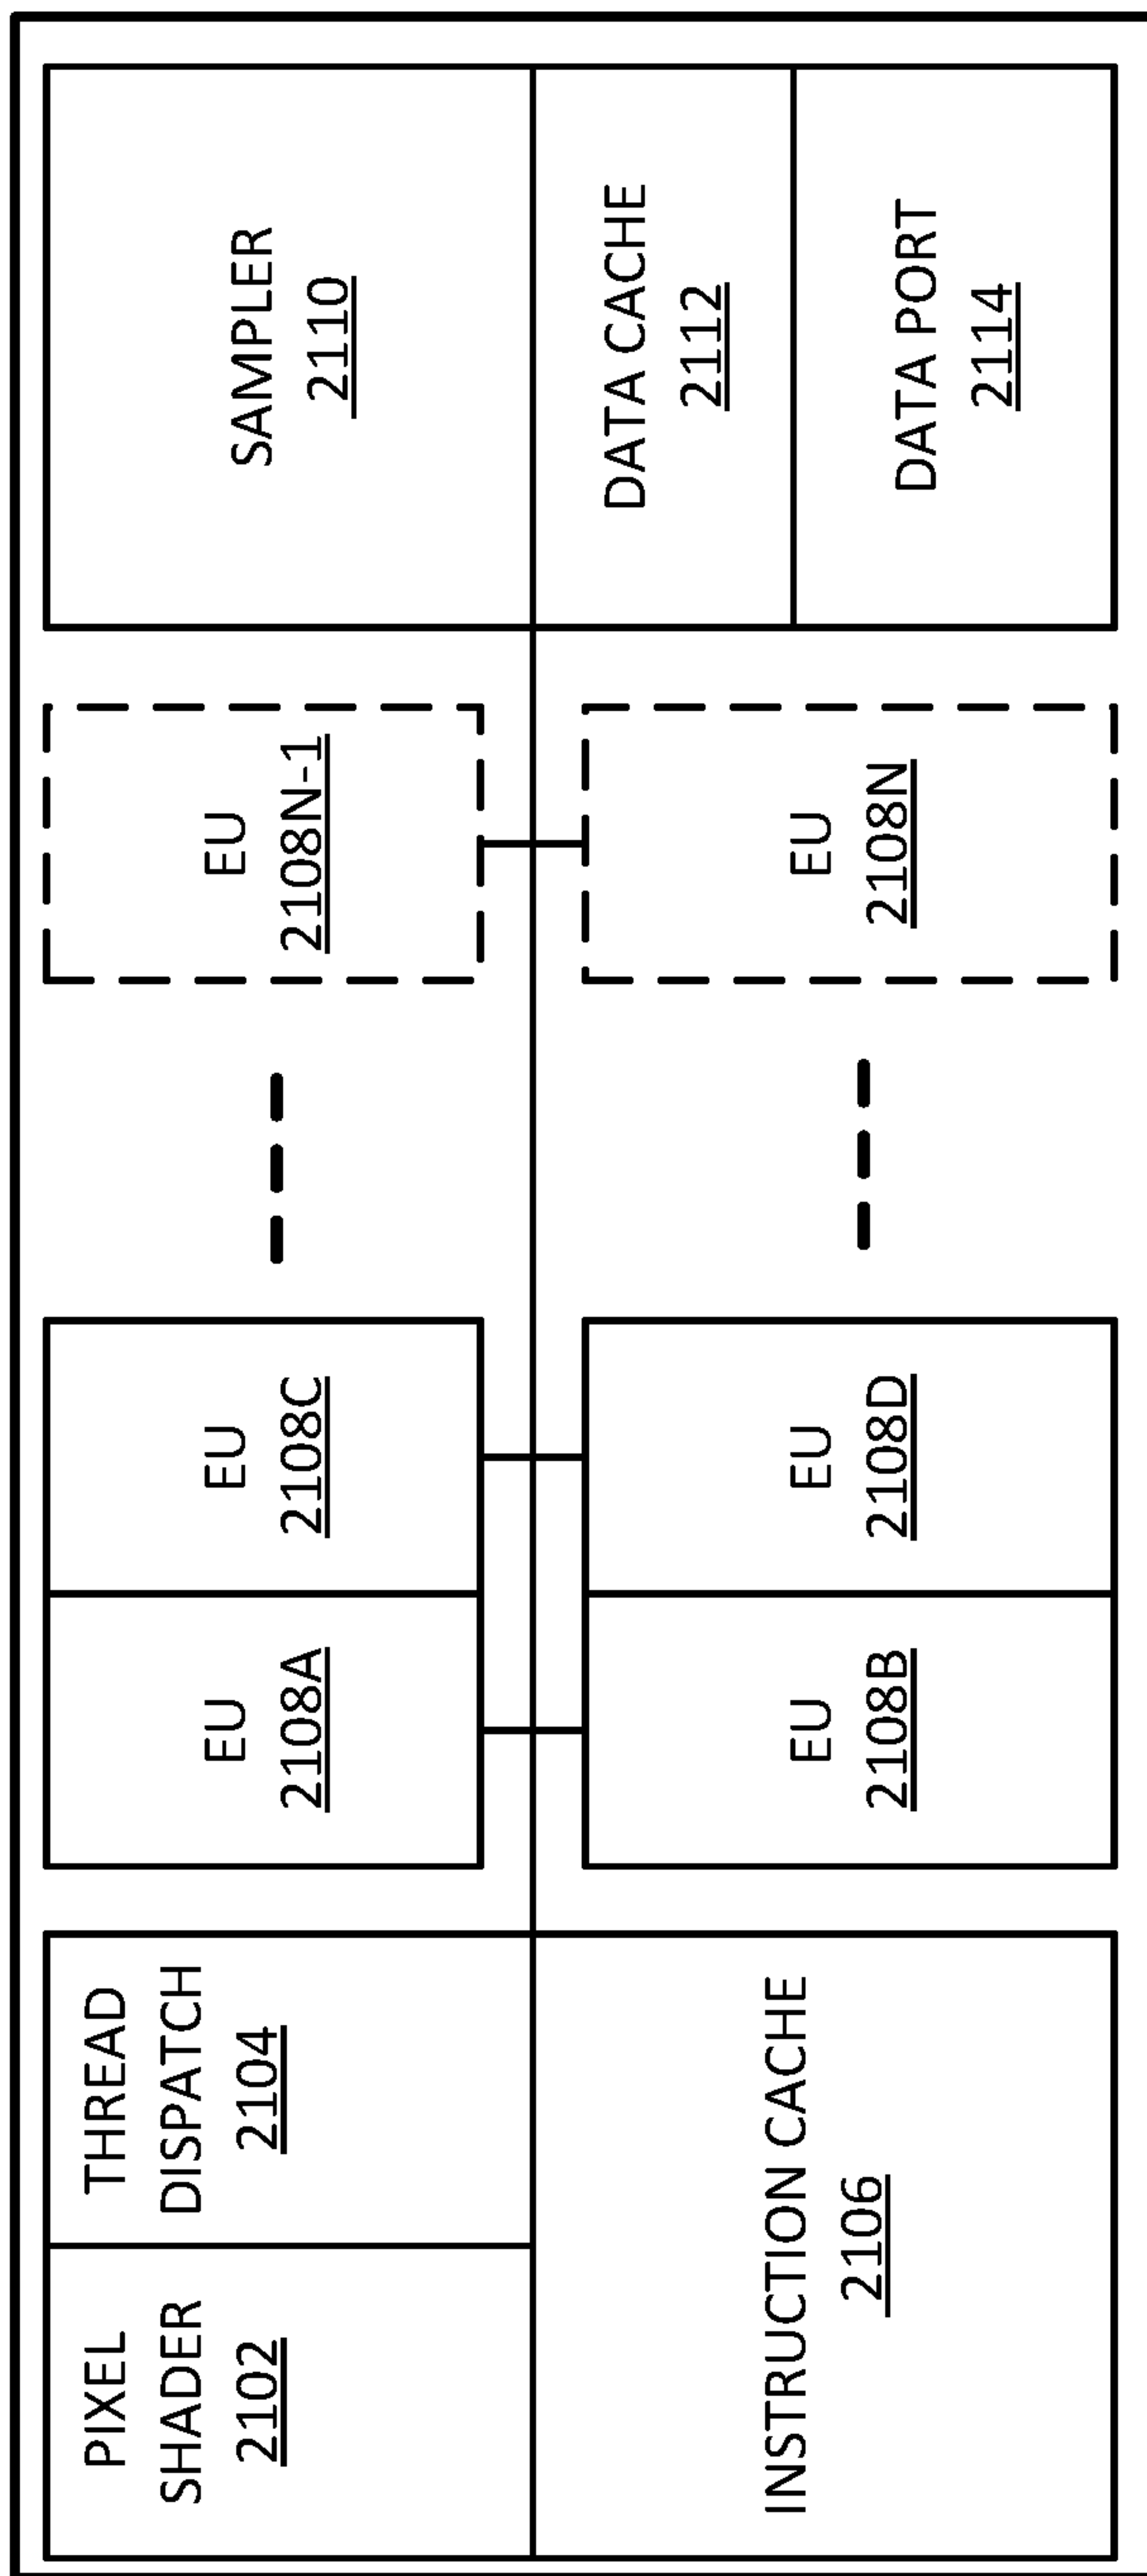 PIXEL
SHADER
2102
THREAD
DISPATCH
2104
INSTRUCTION CACHE
2106
EU
2108A
EU
2108C
EU
2108B
EU
2108D
EU
2108N-1
EU
2108N
SAMPLER
2110
DATA CACHE
2112
DATA PORT
2114